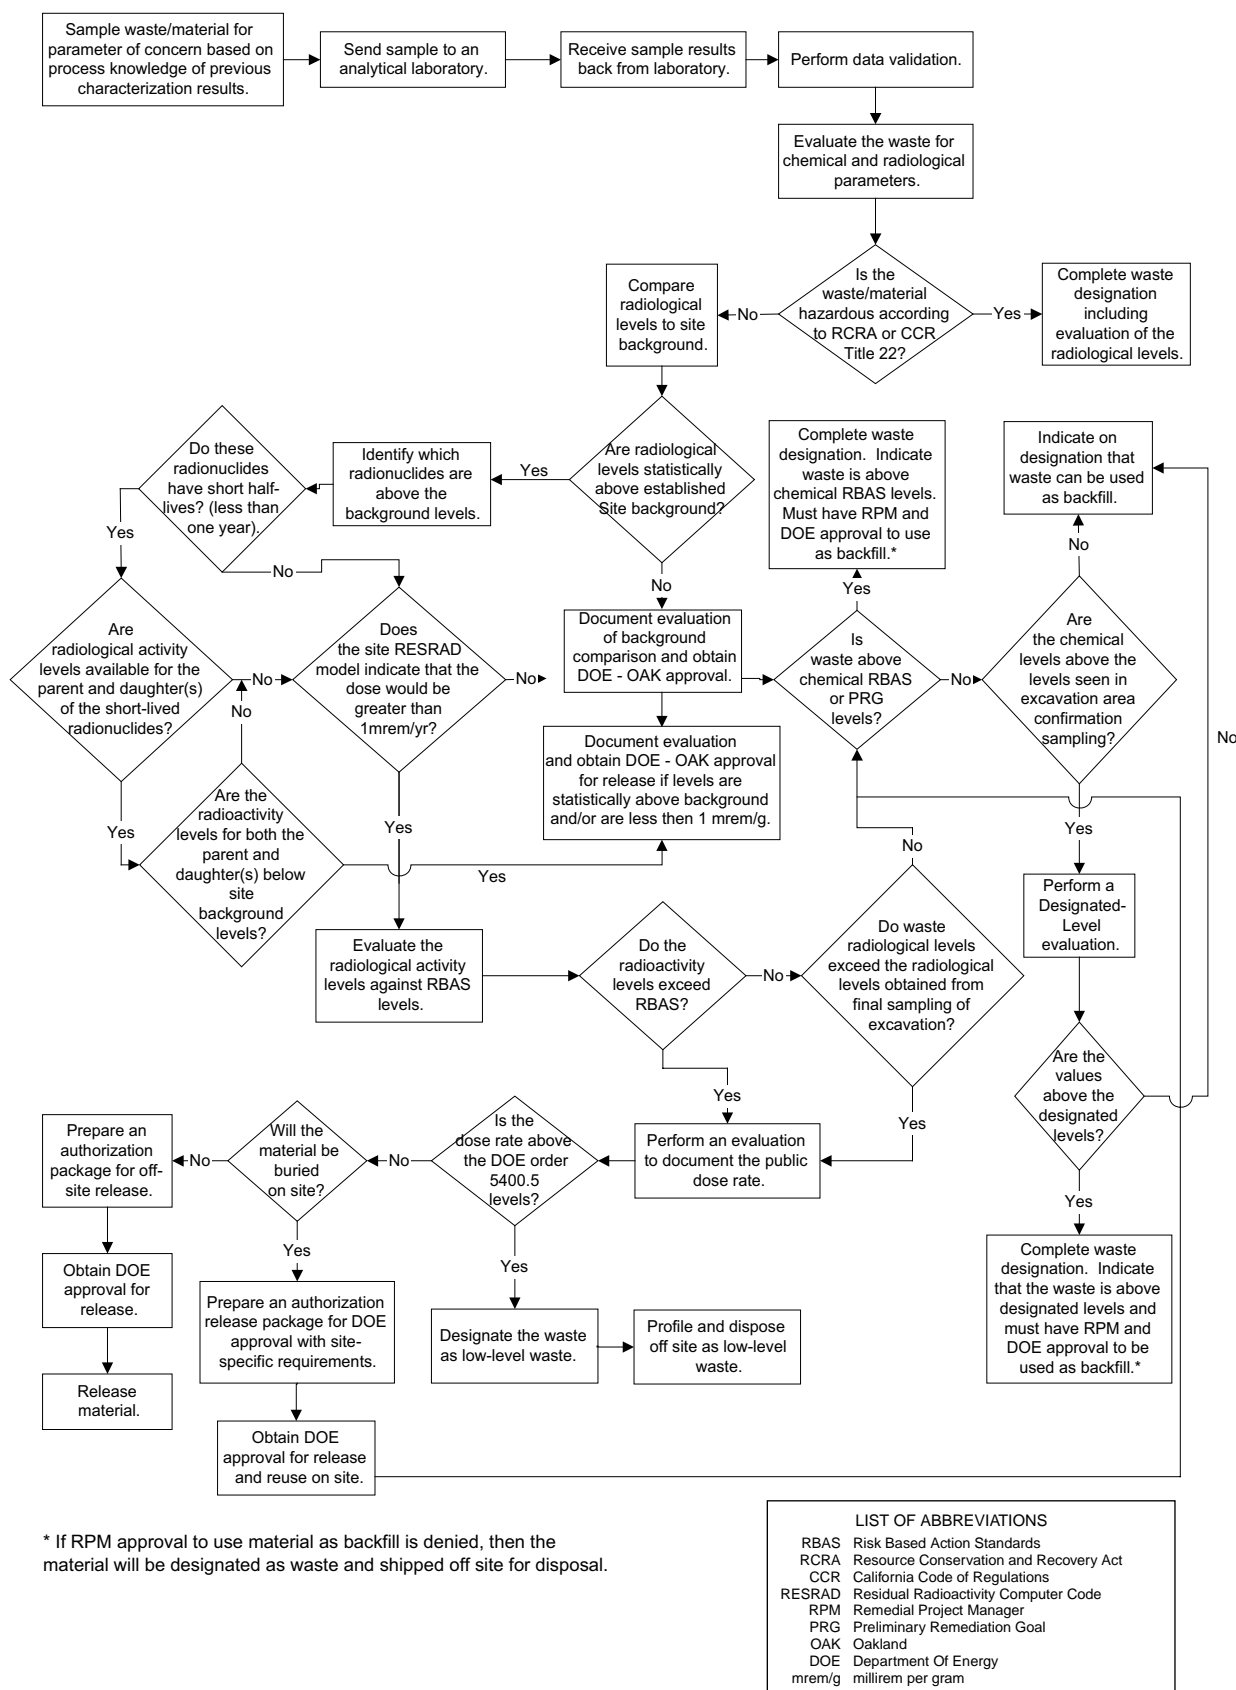 Sample waste/material for
parameter of concern based on
process knowledge of previous
characterization results.
Send sample to an
analytical laboratory.
Receive sample results
back from laboratory.
Perform data validation.
Evaluate the waste for
chemical and radiological
parameters.
Is the
waste/material
hazardous according
to RCRA or CCR
Title 22?
No
Yes
Compare
radiological
levels to site
background.
Complete waste
designation
including
evaluation of the
radiological levels.
Do these
radionuclides
have short half-
lives? (less than
one year).
Identify which
radionuclides are
above the
background levels.
Yes
Are radiological
levels statistically
above established
Site background?
Complete waste
designation. Indicate
waste is above
chemical RBAS levels.
Must have RPM and
DOE approval to use
as backfill.*
Indicate on
designation that
waste can be used
as backfill.
Yes
No
No
Yes
No
Are
radiological activity
levels available for the
parent and daughter(s)
of the short-lived
radionuclides?
No
No
Does
the site RESRAD
model indicate that the
dose would be
greater than
1mrem/yr?
No
Document evaluation
of background
comparison and obtain
DOE - OAK approval.
Is
waste above
chemical RBAS
or PRG
levels?
No
Are
the chemical
levels above the
levels seen in
excavation area
confirmation
sampling?
No
Document evaluation
and obtain DOE - OAK approval
for release if levels are
statistically above background
and/or are less then 1 mrem/g.
Yes
Are the
radioactivity
levels for both the
parent and
daughter(s) below
site
background
levels?
Yes
Yes
No
Yes
Perform a
Designated-
Level
evaluation.
Evaluate the
radiological activity
levels against RBAS
levels.
Do the
radioactivity
levels exceed
RBAS?
No
Do waste
radiological levels
exceed the radiological
levels obtained from
final sampling of
excavation?
Are the
values
above the
designated
levels?
Yes
Yes
Prepare an
authorization
package for off-
site release.
No
Will the
material be
buried
on site?
No
Is the
dose rate above
the DOE order
5400.5
levels?
Perform an evaluation
to document the public
dose rate.
Yes
Yes
Yes
Obtain DOE
approval for
release.
Prepare an authorization
release package for DOE
approval with site-
specific requirements.
Designate the waste
as low-level waste.
Profile and dispose
off site as low-level
waste.
Complete waste
designation. Indicate
that the waste is above
designated levels and
must have RPM and
DOE approval to be
used as backfill.*
Release
material.
Obtain DOE
approval for release
and reuse on site.
* If RPM approval to use material as backfill is denied, then the
material will be designated as waste and shipped off site for disposal.
LIST OF ABBREVIATIONS
RBAS Risk Based Action Standards
RCRA Resource Conservation and Recovery Act
CCR California Code of Regulations
RESRAD Residual Radioactivity Computer Code
RPM Remedial Project Manager
PRG Preliminary Remediation Goal
OAK Oakland
DOE Department Of Energy
mrem/g millirem per gram